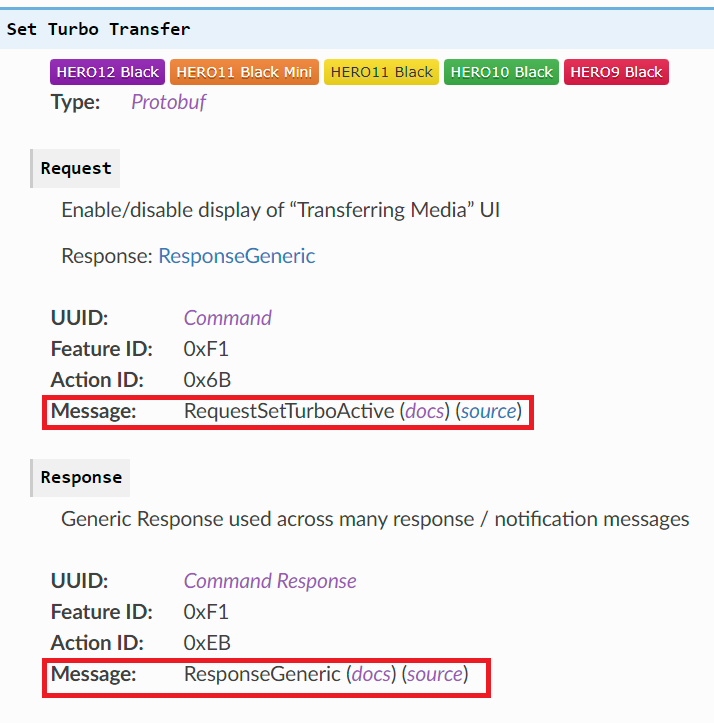 Set Turbo Transfer
HERO12 Black HERO11 Black Mini HERO11 Black HERO10 Black HERO9 Black
Type: Protobuf
Request
Enable/disable display of “Transferring Media” UI
Response: ResponseGeneric
UUID: Command
Feature ID: 0xF1
Action ID: 0x6B
Message: RequestSetTurboActive (docs) (source)
Response
Generic Response used across many response / notification messages
UUID: Command Response
Feature ID: 0xF1
Action ID: 0xEB
Message: ResponseGeneric (docs) (source)